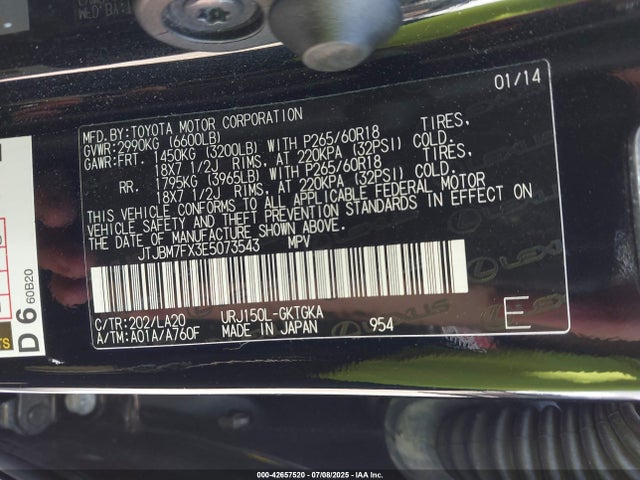 01/14
MFD.BY:TOYOTA MOTOR CORPORATION
GVWR:2990KG (6600LB)
GAWR:FRT. 1450KG (3200LB) WITH P265/60R18 TIRES,
18X7 1/2J RIMS, AT 220KPA (32PSI) COLD.
RR. 1795KG (3965LB) WITH P265/60R18 TIRES,
18X7 1/2J RIMS, AT 220KPA (32PSI) COLD.
THIS VEHICLE CONFORMS TO ALL APPLICABLE FEDERAL MOTOR
VEHICLE SAFETY AND THEFT PREVENTION STANDARDS IN EFFECT ON
THE DATE OF MANUFACTURE SHOWN ABOVE.
JTJBM7FX3E5073543 MPV
C/TR:202/LA20 URJ150L-GKTGKA
A/TM:A01A/A760F MADE IN JAPAN 954
E
LEXUS
D6
60B20
000-42657520 - 07/08/2025 - IAA Inc.